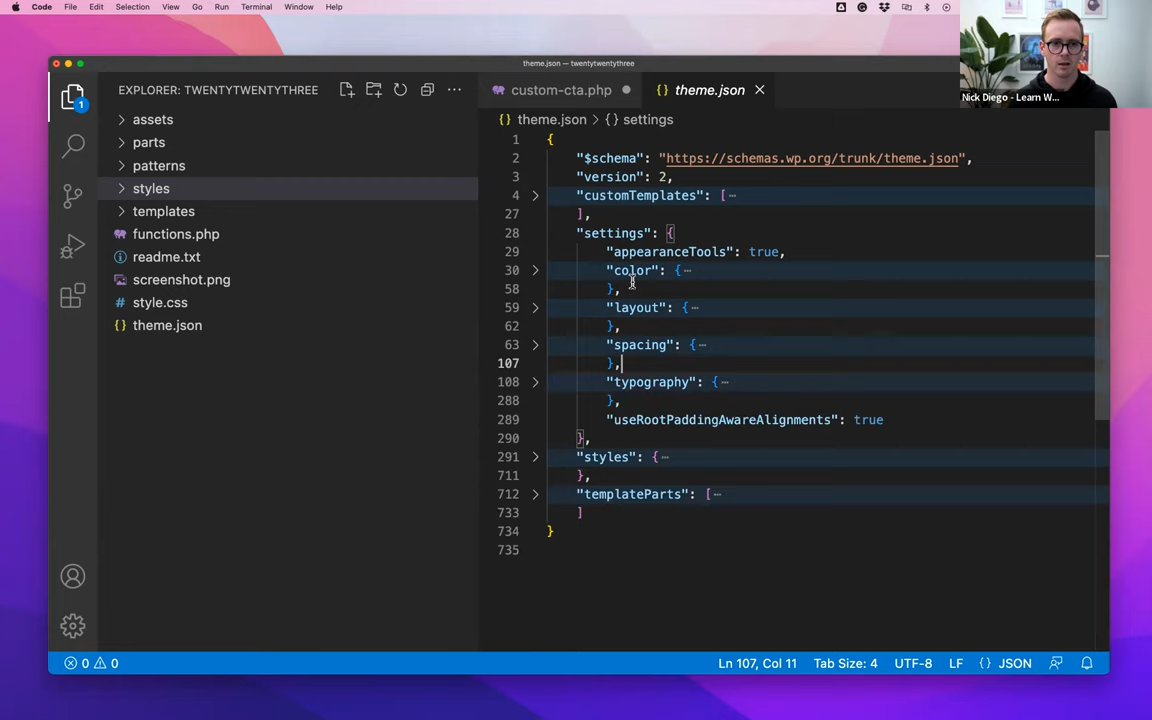 Code File Edit Selection View Go Run Terminal Window Help
theme.json — twentytwentythree
Nick Diego - Learn W...
EXPLORER: TWENTYTWENTYTHREE
1
assets
parts
patterns
styles
templates
functions.php
readme.txt
screenshot.png
style.css
theme.json
custom-cta.php
theme.json
theme.json > {} settings
1 {
2 "$schema": "https://schemas.wp.org/trunk/theme.json",
3 "version": 2,
4 "customTemplates": [⋯
27 ],
28 "settings": {
29 "appearanceTools": true,
30 "color": {⋯
58 },
59 "layout": {⋯
62 },
63 "spacing": {⋯
107 },
108 "typography": {⋯
288 },
289 "useRootPaddingAwareAlignments": true
290 },
291 "styles": {⋯
711 },
712 "templateParts": [⋯
733 ]
734 }
735
0 0
Ln 107, Col 11 Tab Size: 4 UTF-8 LF {} JSON